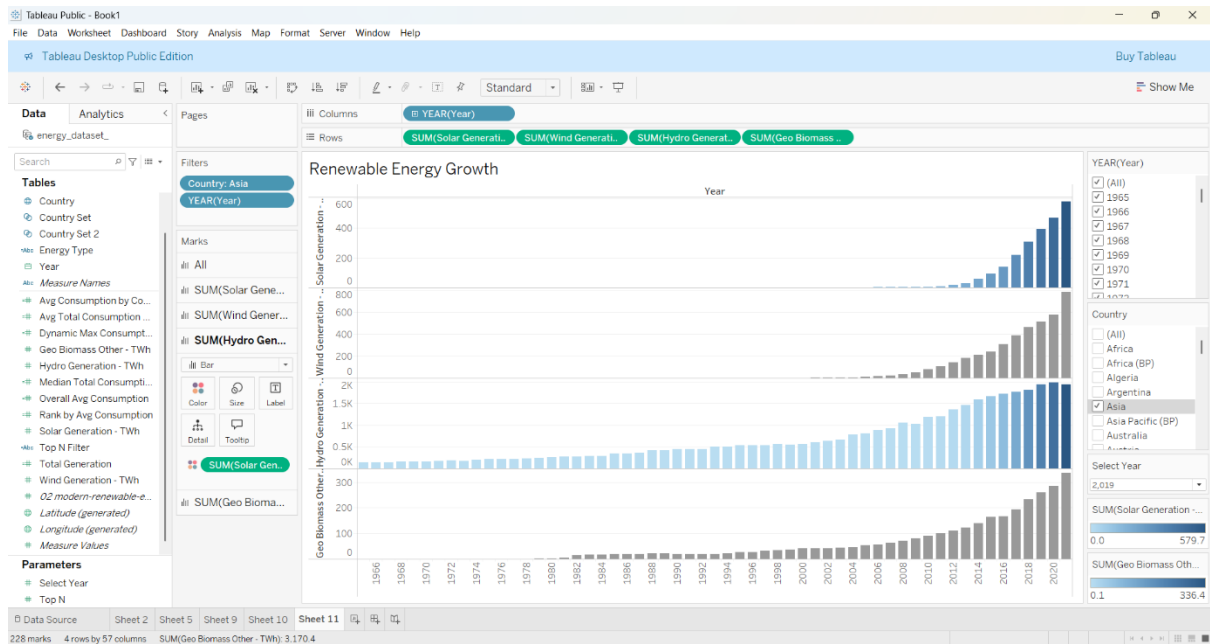 Tableau Public - Book1
File Data Worksheet Dashboard Story Analysis Map Format Server Window Help
Tableau Desktop Public Edition
Buy Tableau
Standard
Show Me
Data Analytics
energy_dataset_
Search
Tables
Country
Country Set
Country Set 2
Abc Energy Type
Year
Abc Measure Names
Avg Consumption by Co...
Avg Total Consumption ...
Dynamic Max Consumpt...
Geo Biomass Other - TWh
Hydro Generation - TWh
Median Total Consumpti...
Overall Avg Consumption
Rank by Avg Consumption
Solar Generation - TWh
Abc Top N Filter
Total Generation
Wind Generation - TWh
02 modern-renewable-e...
Latitude (generated)
Longitude (generated)
Measure Values
Parameters
Select Year
Top N
Pages
Filters
Country: Asia
YEAR(Year)
Marks
All
SUM(Solar Gene...
SUM(Wind Gener...
SUM(Hydro Gen...
Bar
Color Size Label
Detail Tooltip
SUM(Solar Gen..
SUM(Geo Bioma...
Columns
YEAR(Year)
Rows
SUM(Solar Generati.. SUM(Wind Generati.. SUM(Hydro Generat.. SUM(Geo Biomass ..
Renewable Energy Growth
Year
Solar Generation - ..
600
400
200
0
Wind Generation - ..
800
600
400
200
0
Hydro Generation - ..
2K
1.5K
1K
0.5K
0K
Geo Biomass Other..
300
200
100
0
1966 1968 1970 1972 1974 1976 1978 1980 1982 1984 1986 1988 1990 1992 1994 1996 1998 2000 2002 2004 2006 2008 2010 2012 2014 2016 2018 2020
YEAR(Year)
(All)
1965
1966
1967
1968
1969
1970
1971
1972
Country
(All)
Africa
Africa (BP)
Algeria
Argentina
Asia
Asia Pacific (BP)
Australia
Austria
Select Year
2,019
SUM(Solar Generation -...
0.0 579.7
SUM(Geo Biomass Oth...
0.1 336.4
Data Source Sheet 2 Sheet 5 Sheet 9 Sheet 10 Sheet 11
228 marks 4 rows by 57 columns SUM(Geo Biomass Other - TWh): 3.170.4